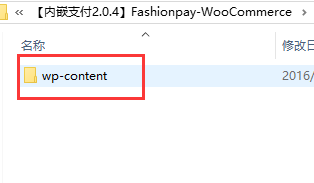 « 【内嵌支付2.0.4】Fashionpay-WooCommerce ›
名称 修改日
wp-content 2016/